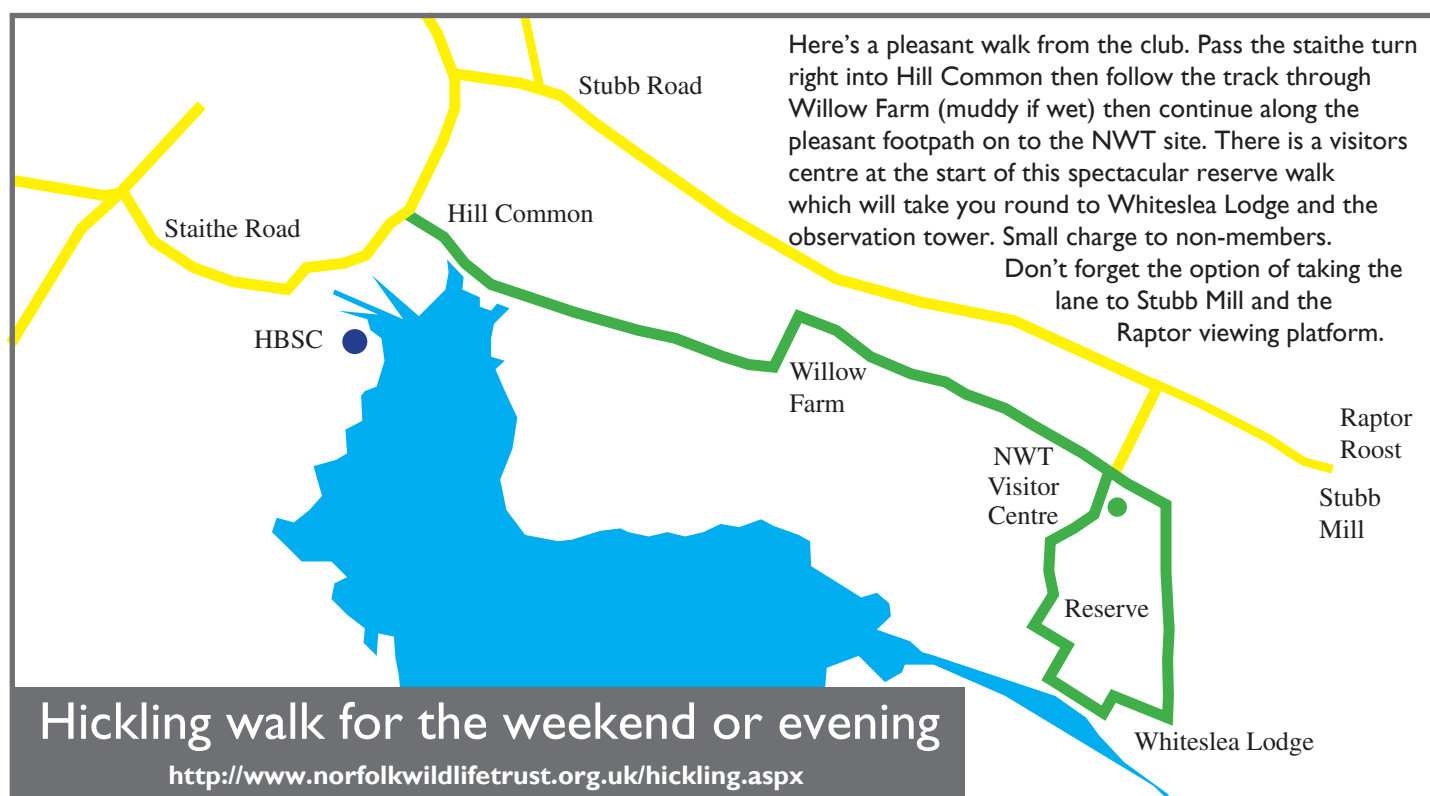 Here's a pleasant walk from the club. Pass the staithe turn
right into Hill Common then follow the track through
Willow Farm (muddy if wet) then continue along the
pleasant footpath on to the NWT site. There is a visitors
centre at the start of this spectacular reserve walk
which will take you round to Whiteslea Lodge and the
observation tower. Small charge to non-members.
Don't forget the option of taking the
lane to Stubb Mill and the
Raptor viewing platform.
Stubb Road
Hill Common
Staithe Road
HBSC
Willow
Farm
Raptor
Roost
NWT
Visitor
Centre
Stubb
Mill
Reserve
Whiteslea Lodge
Hickling walk for the weekend or evening
http://www.norfolkwildlifetrust.org.uk/hickling.aspx